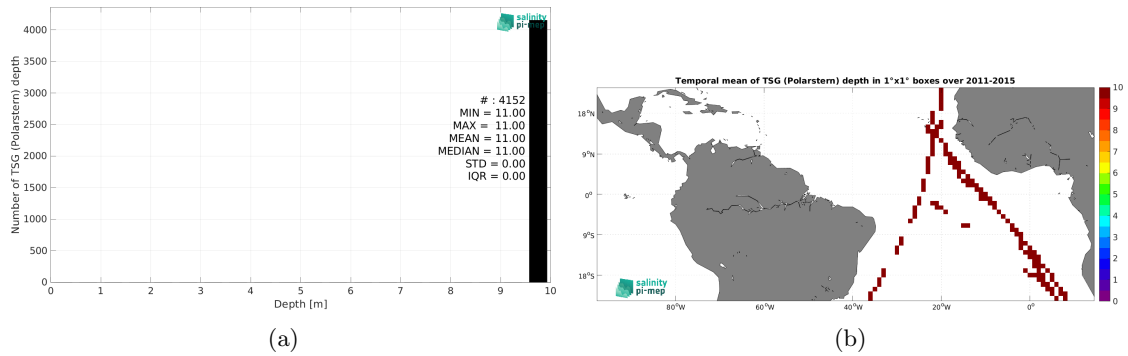 4000
3500
3000
2500
2000
1500
1000
500
0
Number of TSG (Polarstern) depth
salinity
pi-mep
# : 4152
MIN = 11.00
MAX = 11.00
MEAN = 11.00
MEDIAN = 11.00
STD = 0.00
IQR = 0.00
0 1 2 3 4 5 6 7 8 9 10
Depth [m]
(a)
Temporal mean of TSG (Polarstern) depth in 1°x1° boxes over 2011-2015
18°N
9°N
0°
9°S
18°S
80°W 60°W 40°W 20°W 0°
salinity
pi-mep
10
9
8
7
6
5
4
3
2
1
0
(b)